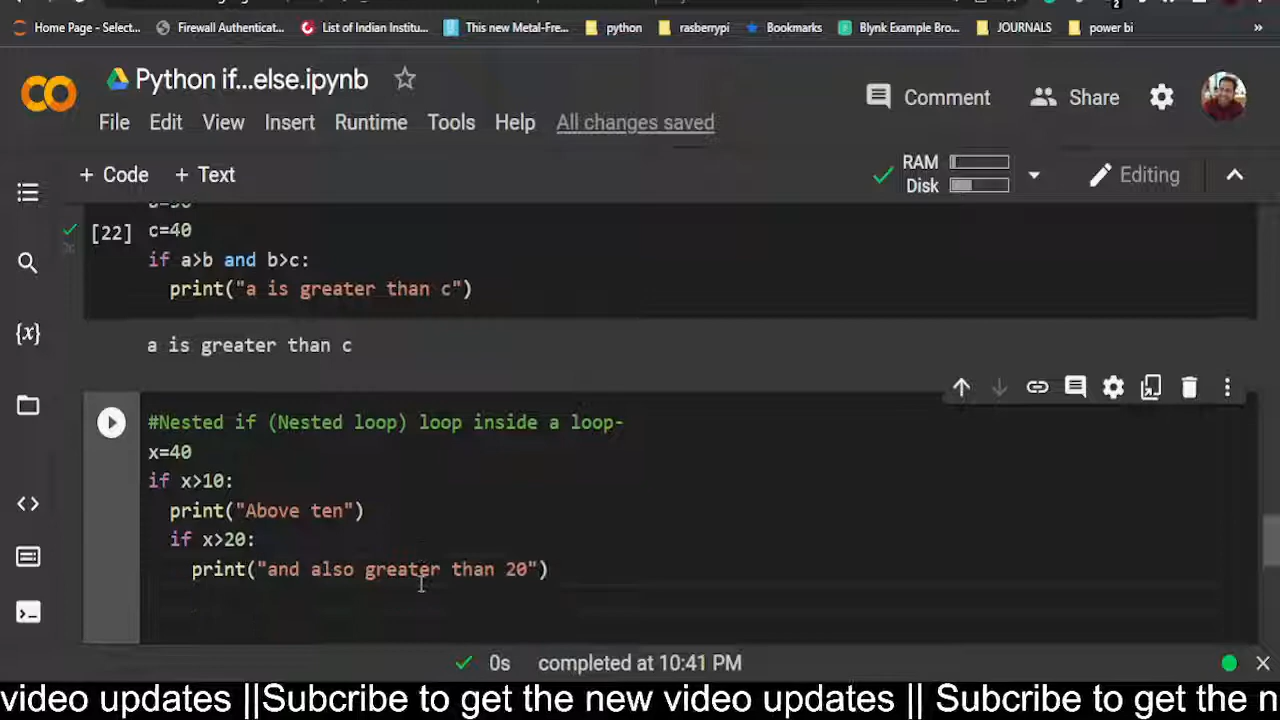 Home Page - Select... Firewall Authenticat... List of Indian Institu... This new Metal-Fre... python rasberrypi Bookmarks Blynk Example Bro... JOURNALS power bi »
Python if...else.ipynb
Comment Share
File Edit View Insert Runtime Tools Help All changes saved
+ Code + Text RAM Disk Editing
[22] c=40
if a>b and b>c:
print("a is greater than c")
a is greater than c
#Nested if (Nested loop) loop inside a loop-
x=40
if x>10:
print("Above ten")
if x>20:
print("and also greater than 20")
0s completed at 10:41 PM
video updates ||Subcribe to get the new video updates || Subcribe to get the n